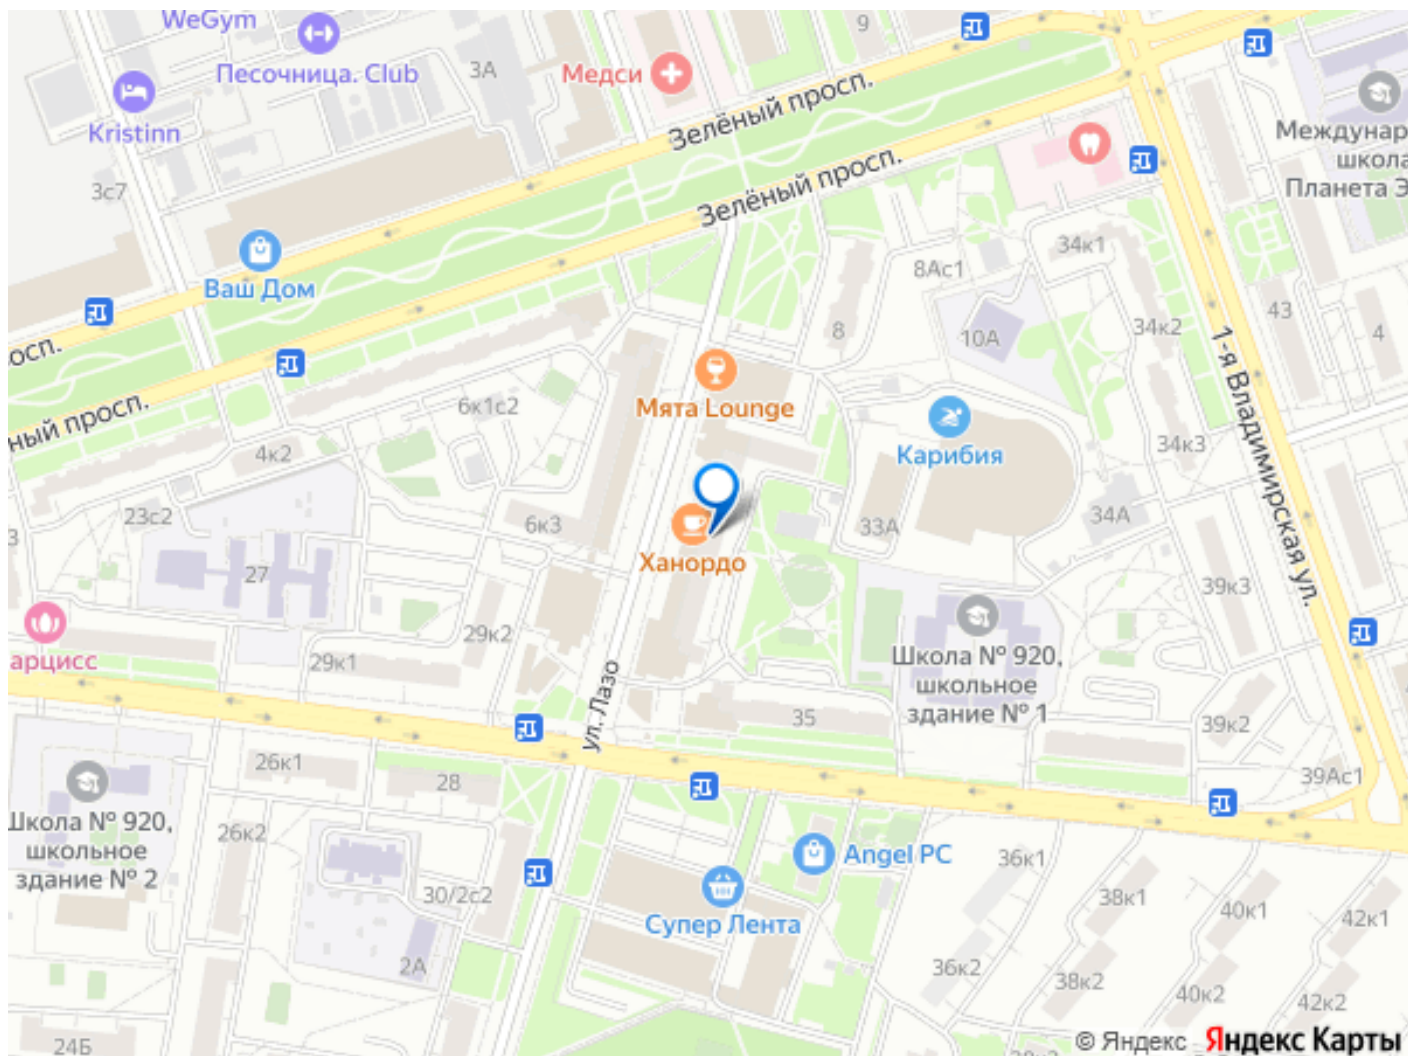 WeGym
Песочница. Club
3А
Медси
9
Kristinn
Зелёный просп.
Междунар
школа
Планета Э
3с7
Зелёный просп.
Ваш Дом
34к1
8Ас1
43
34к2
10А
8
4
осп.
1-я Владимирская ул.
Мята Lounge
6к1с2
ный просп.
4к2
Карибия
34к3
23с2
6к3
33А
34А
3
Ханордо
27
39к3
29к2
арцисс
29к1
Школа № 920,
школьное
здание № 1
ул. Лазо
35
39к2
26к1
28
39Ас1
Школа № 920,
школьное
здание № 2
26к2
Angel PC
36к1
30/2с2
Супер Лента
38к1
40к1
42к1
2А
36к2
38к2
40к2
42к2
24Б
© Яндекс Яндекс Карты